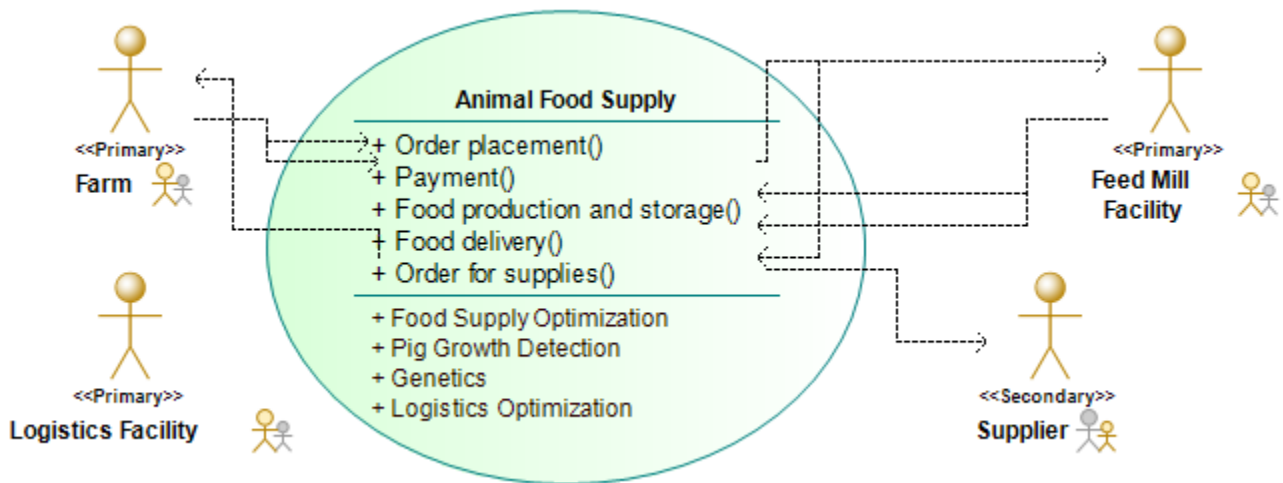 Animal Food Supply
+ Order placement()
+ Payment()
+ Food production and storage()
+ Food delivery()
+ Order for supplies()
+ Food Supply Optimization
+ Pig Growth Detection
+ Genetics
+ Logistics Optimization
<<Primary>>
Farm
<<Primary>>
Logistics Facility
<<Primary>>
Feed Mill
Facility
<<Secondary>>
Supplier